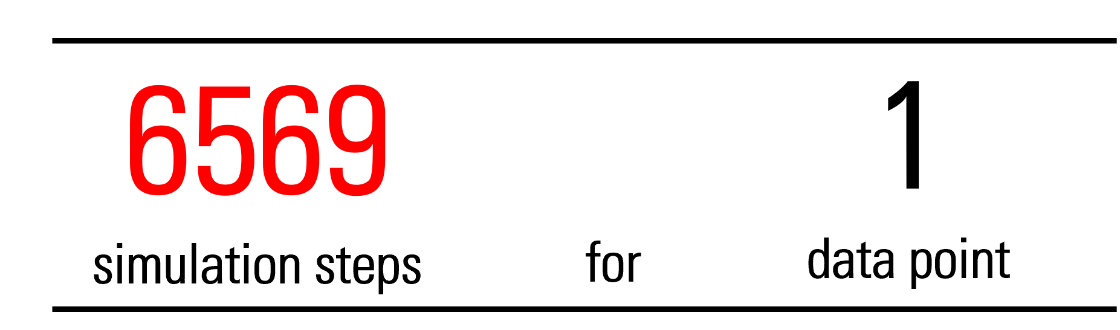 6569 1
simulation steps for data point